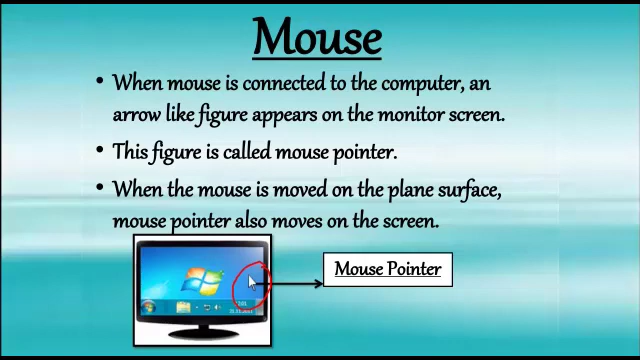 Mouse
• When mouse is connected to the computer, an
arrow like figure appears on the monitor screen.
• This figure is called mouse pointer.
• When the mouse is moved on the plane surface,
mouse pointer also moves on the screen.
Mouse Pointer